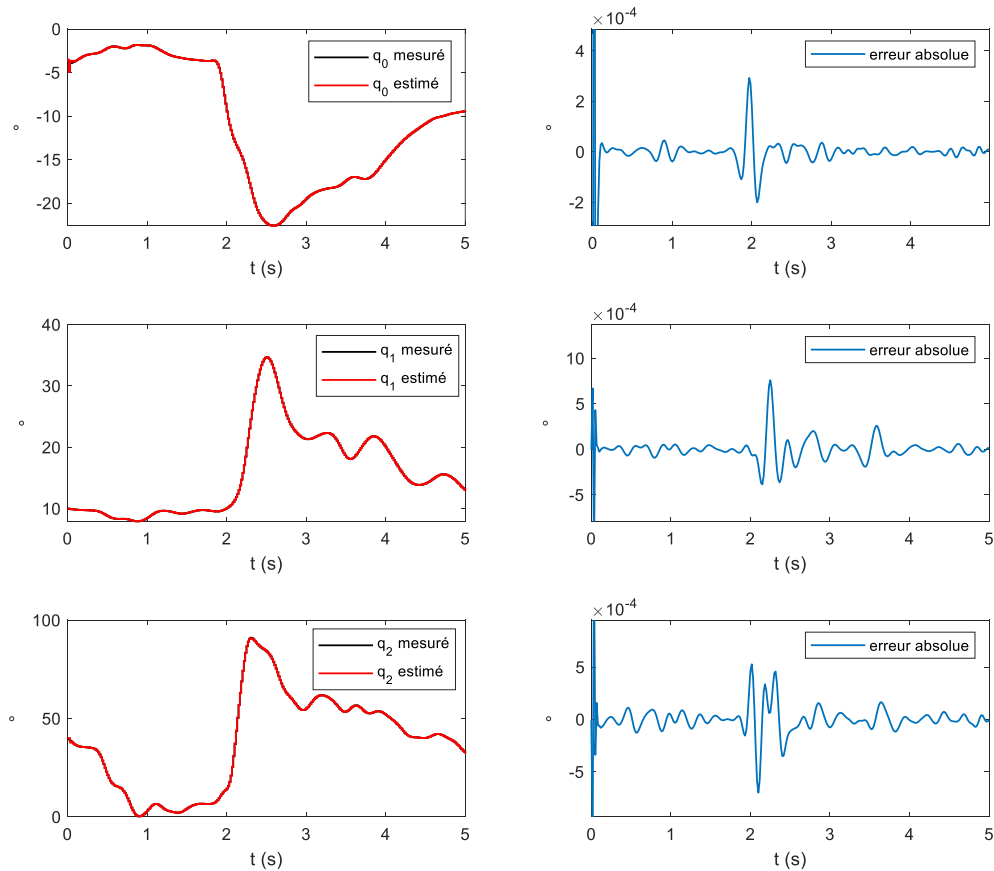 0
-5
-10
-15
-20
°
0 1 2 3 4 5
t (s)
q0 mesuré
q0 estimé
×10-4
4
2
0
-2
°
0 1 2 3 4
t (s)
erreur absolue
40
30
20
10
°
0 1 2 3 4 5
t (s)
q1 mesuré
q1 estimé
×10-4
10
5
0
-5
°
0 1 2 3 4 5
t (s)
erreur absolue
100
50
0
°
0 1 2 3 4 5
t (s)
q2 mesuré
q2 estimé
×10-4
5
0
-5
°
0 1 2 3 4 5
t (s)
erreur absolue